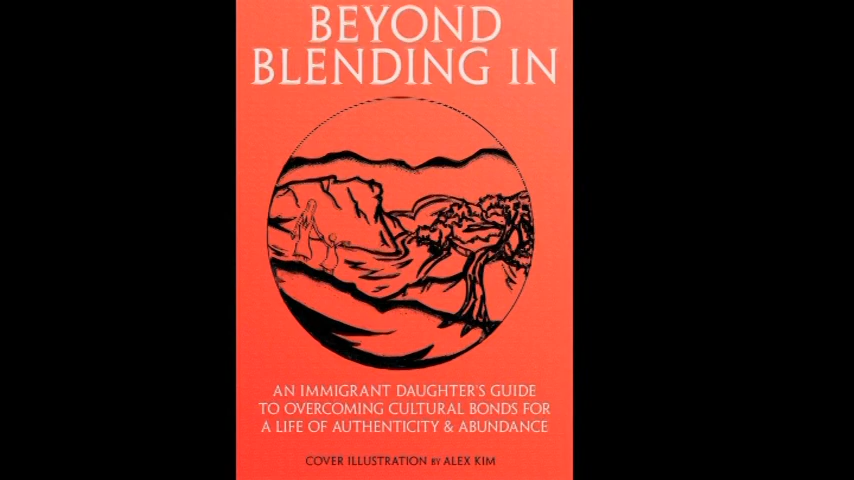 BEYOND
BLENDING IN
AN IMMIGRANT DAUGHTER'S GUIDE
TO OVERCOMING CULTURAL BONDS FOR
A LIFE OF AUTHENTICITY & ABUNDANCE
COVER ILLUSTRATION BY ALEX KIM